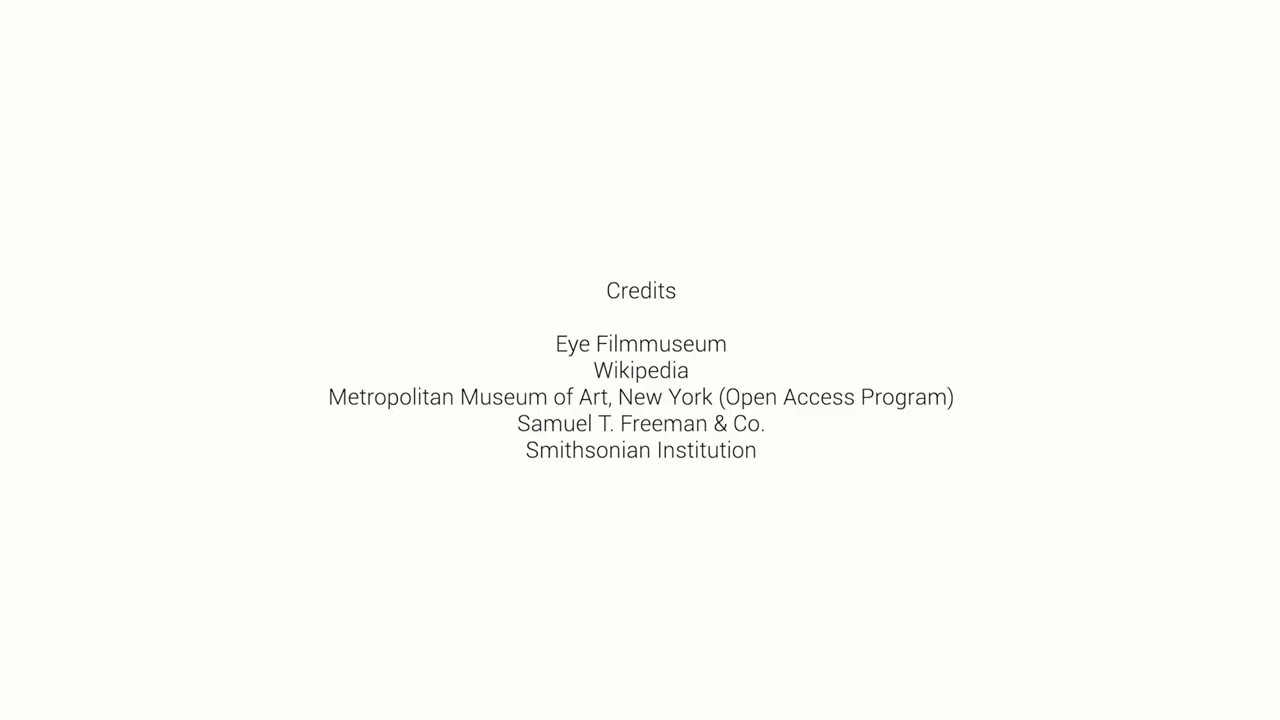 Credits
Eye Filmmuseum
Wikipedia
Metropolitan Museum of Art, New York (Open Access Program)
Samuel T. Freeman & Co.
Smithsonian Institution